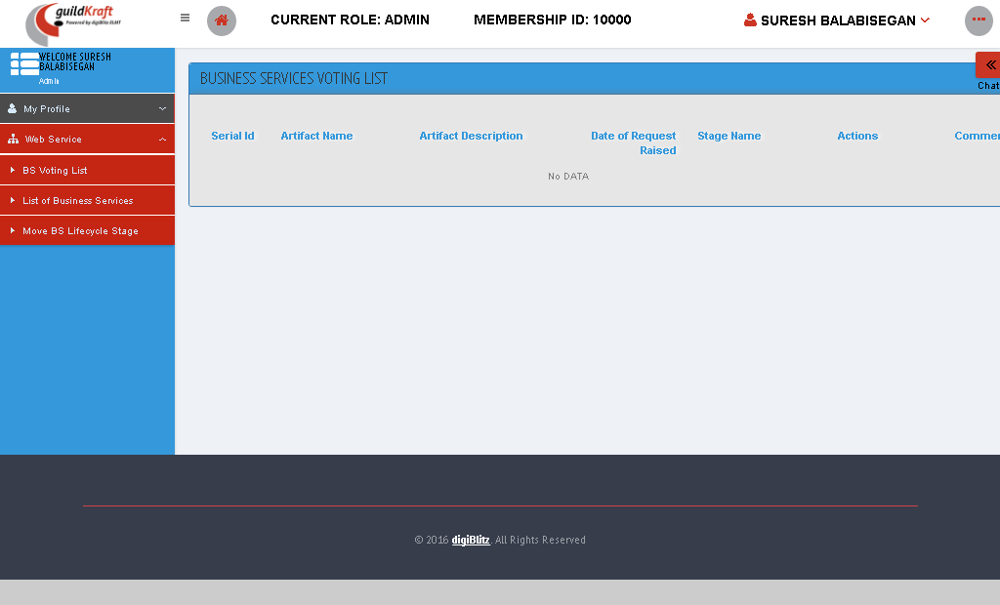 guildKraft
Powered by digiBlitz ELMT
CURRENT ROLE: ADMIN
MEMBERSHIP ID: 10000
SURESH BALABISEGAN
WELCOME SURESH
BALABISEGAN
Admin
My Profile
Web Service
BS Voting List
List of Business Services
Move BS Lifecycle Stage
BUSINESS SERVICES VOTING LIST
Chat
Serial Id Artifact Name Artifact Description Date of Request Stage Name Actions Commen
Raised
No DATA
© 2016 digiBlitz. All Rights Reserved